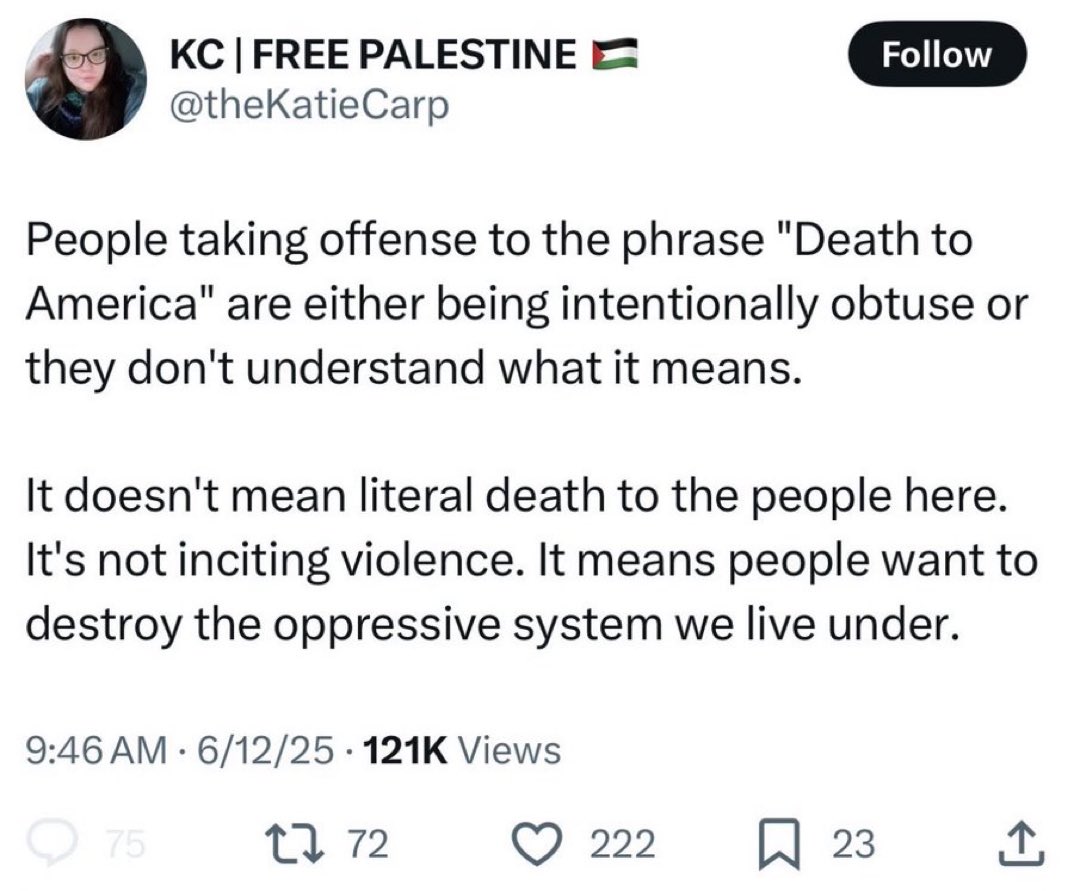 KC | FREE PALESTINE 🇵🇸
Follow
@theKatieCarp
People taking offense to the phrase "Death to
America" are either being intentionally obtuse or
they don't understand what it means.
It doesn't mean literal death to the people here.
It's not inciting violence. It means people want to
destroy the oppressive system we live under.
9:46 AM · 6/12/25 · 121K Views
75 72 222 23